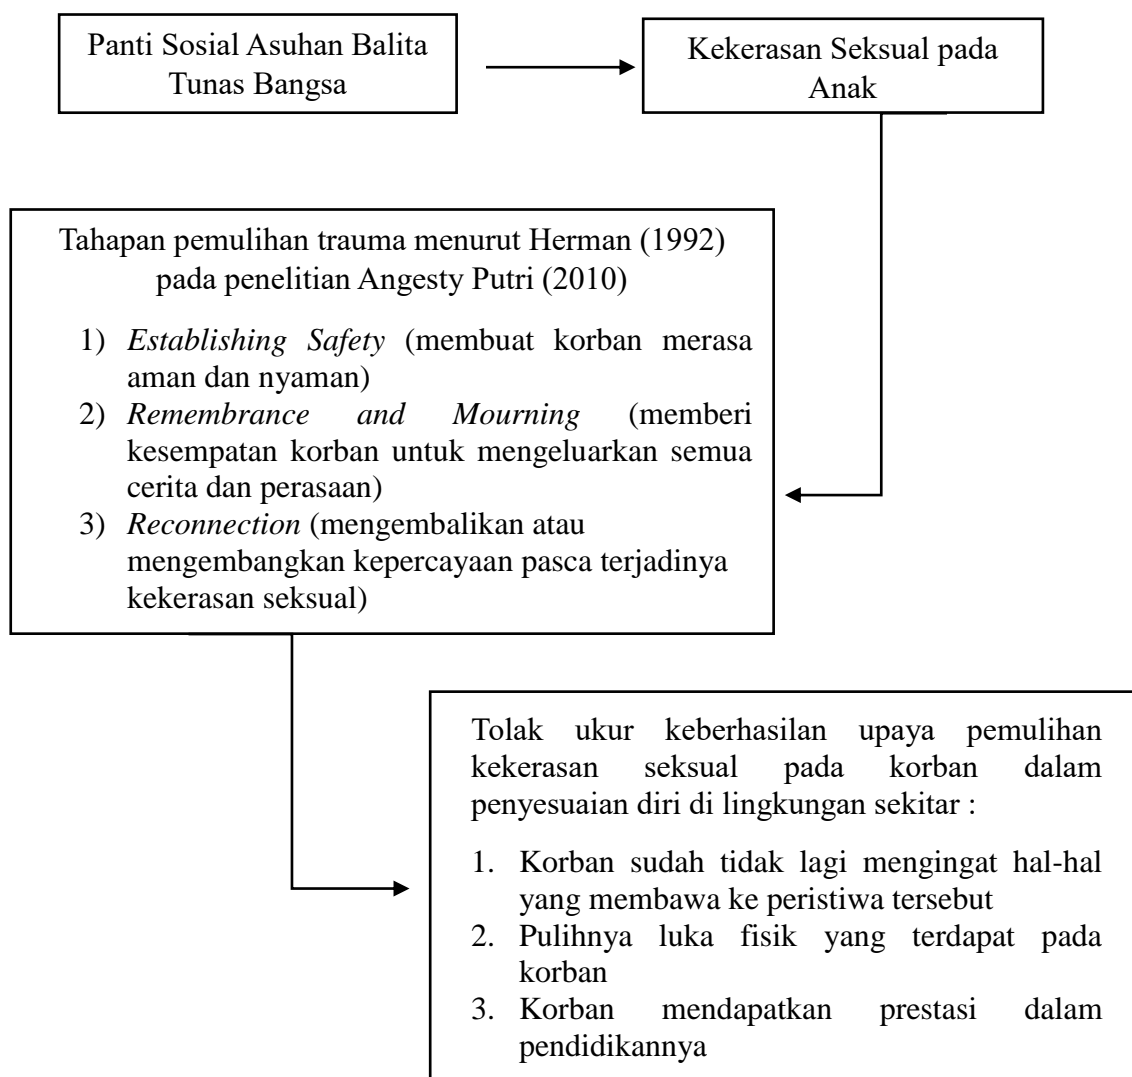 Panti Sosial Asuhan Balita
Tunas Bangsa
Kekerasan Seksual pada
Anak
Tahapan pemulihan trauma menurut Herman (1992)
pada penelitian Angesty Putri (2010)
1) Establishing Safety (membuat korban merasa
aman dan nyaman)
2) Remembrance and Mourning (memberi
kesempatan korban untuk mengeluarkan semua
cerita dan perasaan)
3) Reconnection (mengembalikan atau
mengembangkan kepercayaan pasca terjadinya
kekerasan seksual)
Tolak ukur keberhasilan upaya pemulihan
kekerasan seksual pada korban dalam
penyesuaian diri di lingkungan sekitar :
1. Korban sudah tidak lagi mengingat hal-hal
yang membawa ke peristiwa tersebut
2. Pulihnya luka fisik yang terdapat pada
korban
3. Korban mendapatkan prestasi dalam
pendidikannya